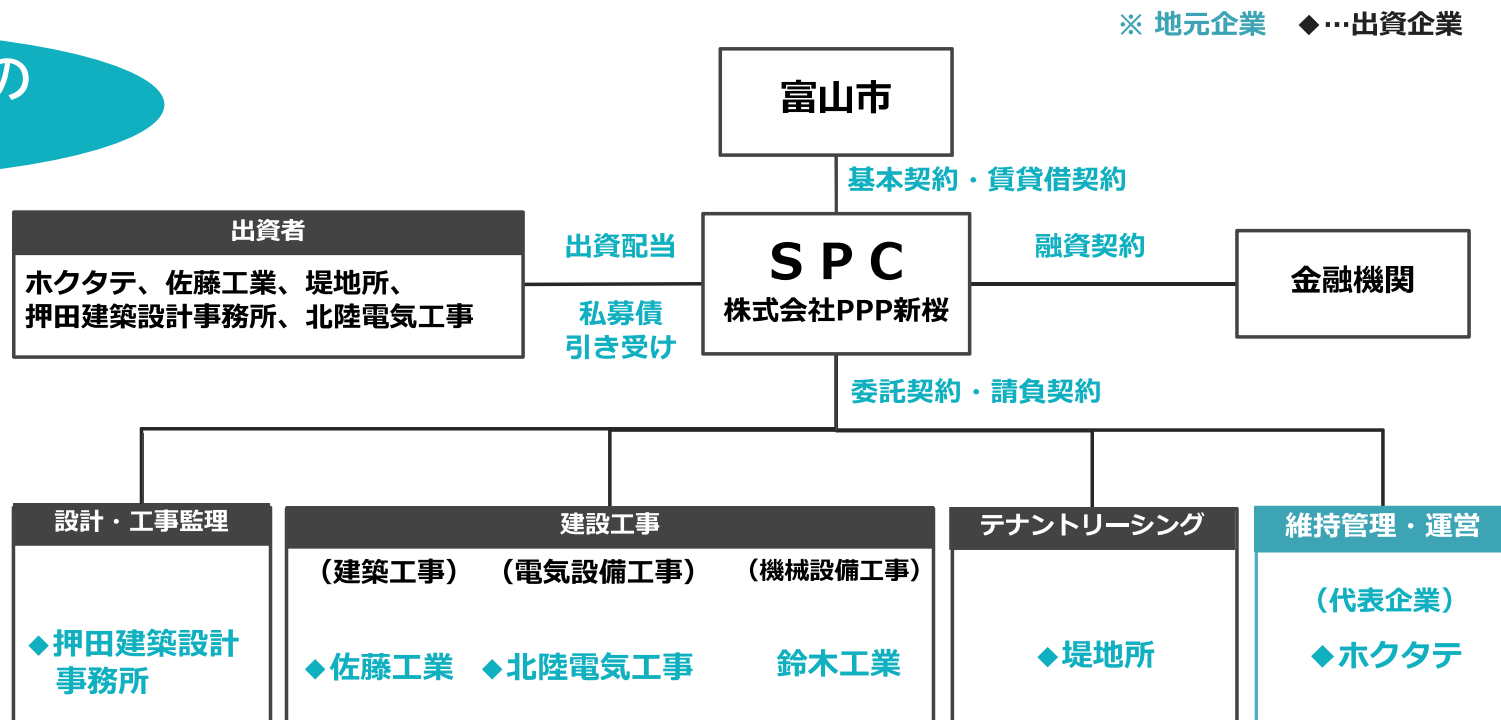 ※ 地元企業 ◆…出資企業
の
富山市
基本契約・賃貸借契約
出資者
ホクタテ、佐藤工業、堤地所、
押田建築設計事務所、北陸電気工事
出資配当
私募債
引き受け
ＳＰＣ
株式会社PPP新桜
融資契約
金融機関
委託契約・請負契約
設計・工事監理
◆押田建築設計
事務所
建設工事
（建築工事）
◆佐藤工業
（電気設備工事）
◆北陸電気工事
（機械設備工事）
鈴木工業
テナントリーシング
◆堤地所
維持管理・運営
（代表企業）
◆ホクタテ